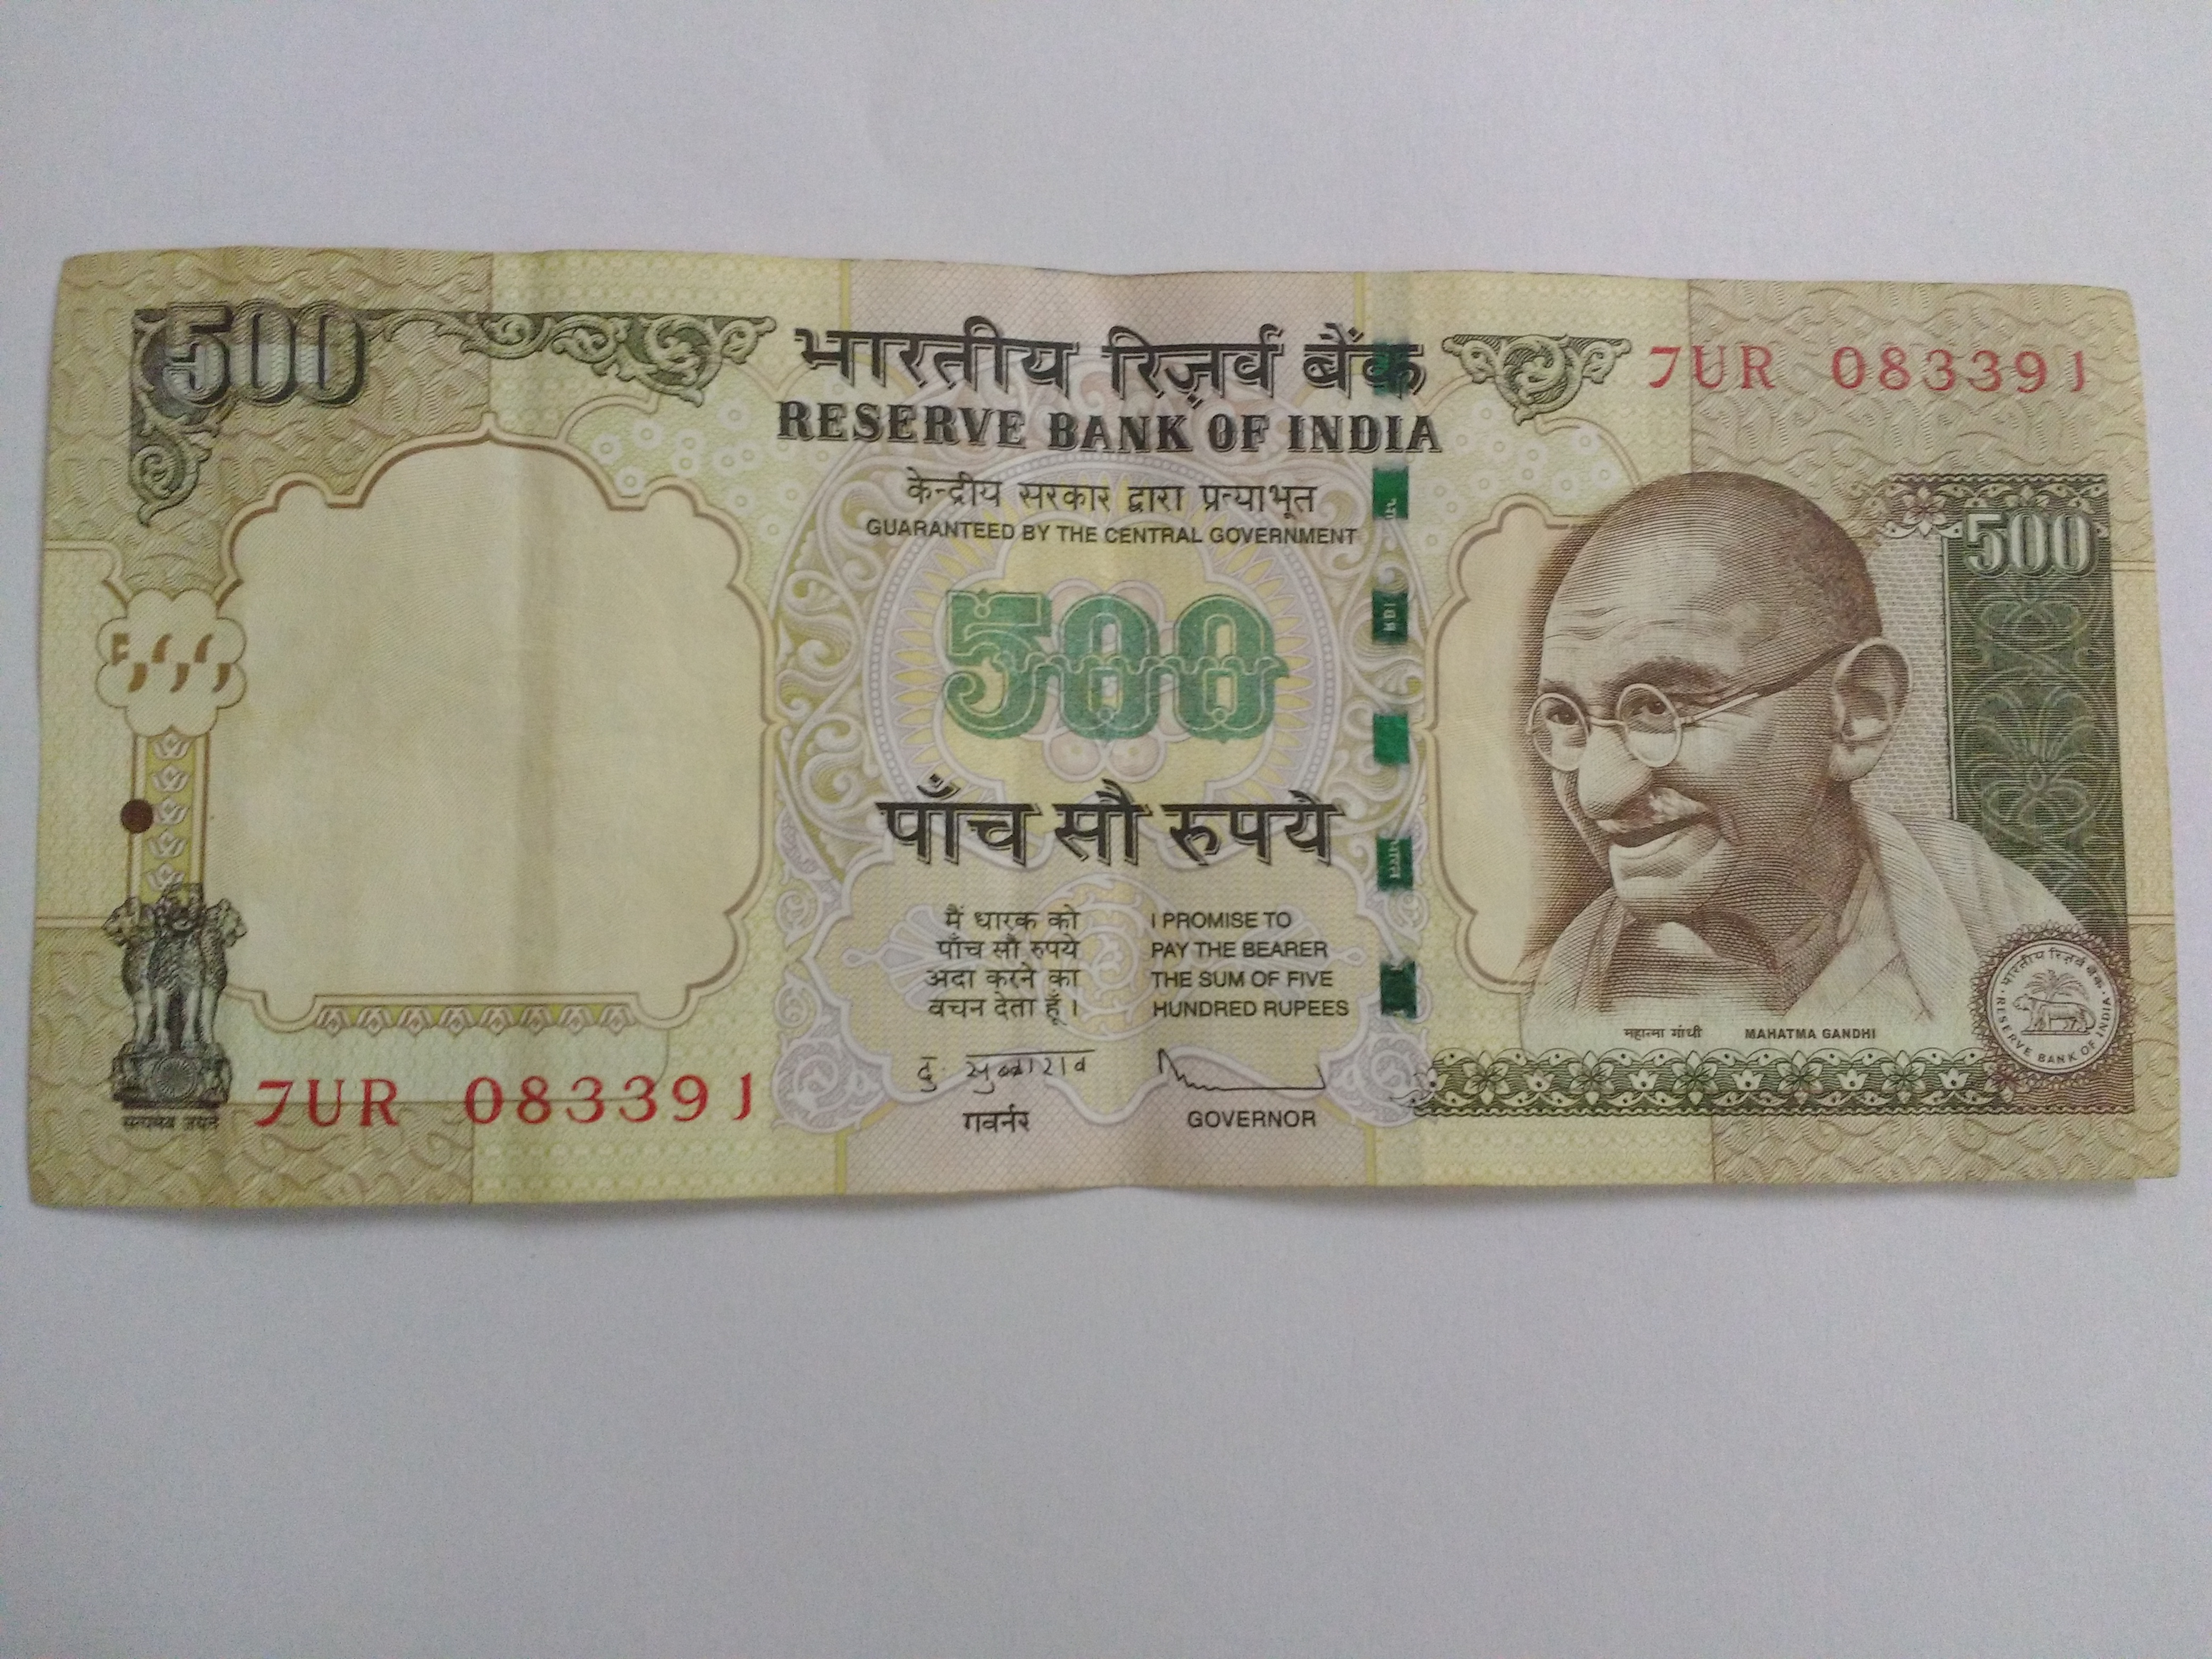 500
भारतीय रिज़र्व बैंक
RESERVE BANK OF INDIA
7UR 083391
केन्द्रीय सरकार द्वारा प्रत्याभूत
GUARANTEED BY THE CENTRAL GOVERNMENT
500
500
RBI
भारत
पाँच सौ रुपये
मैं धारक को
पाँच सौ रुपये
अदा करने का
वचन देता हूँ ।
I PROMISE TO
PAY THE BEARER
THE SUM OF FIVE
HUNDRED RUPEES
द. सुब्बाराव
गवर्नर
GOVERNOR
महात्मा गांधी MAHATMA GANDHI
भारतीय रिज़र्व बैंक
RESERVE BANK OF INDIA
सत्यमेव जयते
7UR 083391